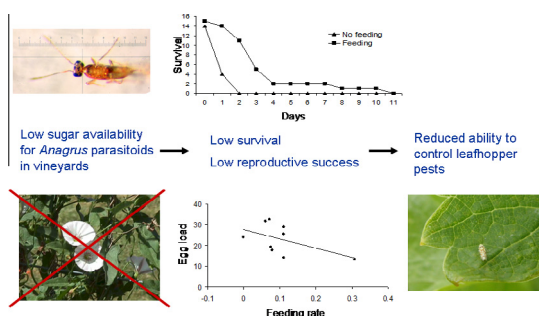 16
14
12
10
8
6
4
2
0
Survival
No feeding
Feeding
0 1 2 3 4 5 6 7 8 9 10 11
Days
Low sugar availability
for Anagrus parasitoids
in vineyards
Low survival
Low reproductive success
Reduced ability to
control leafhopper
pests
40
30
20
10
0
Egg load
-0.1 0 0.1 0.2 0.3 0.4
Feeding rate